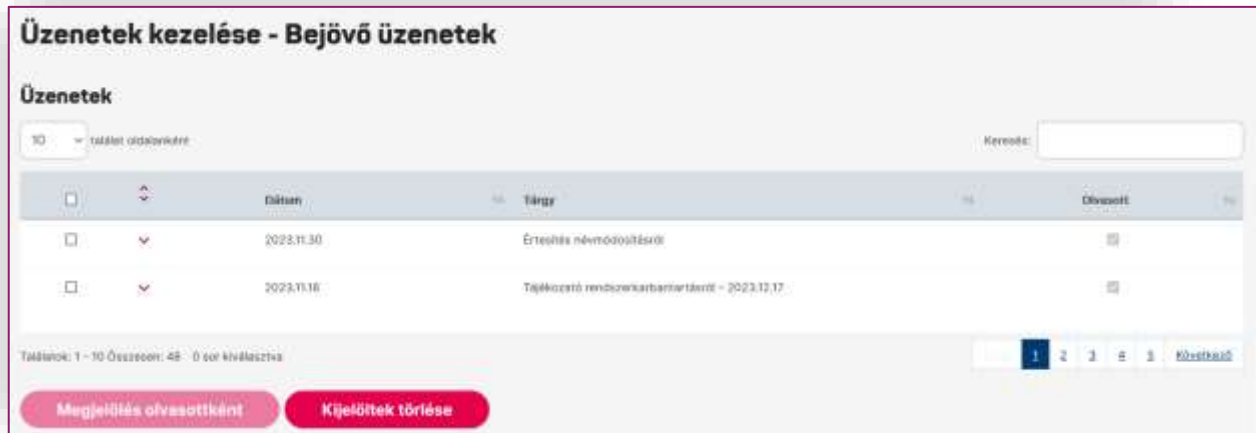 Üzenetek kezelése - Bejövő üzenetek
Üzenetek
10 találat oldalanként Keresés:
Dátum Tárgy Olvasott
2023.11.30 Értesítés névmódosításról
2023.11.16 Tájékozató rendszerkarbantartásról - 2023.12.17
Találatok: 1 - 10 Összesen: 48 0 sor kiválasztva 1 2 3 4 5 Következő
Megjelölés olvasottként Kijelöltek törlése